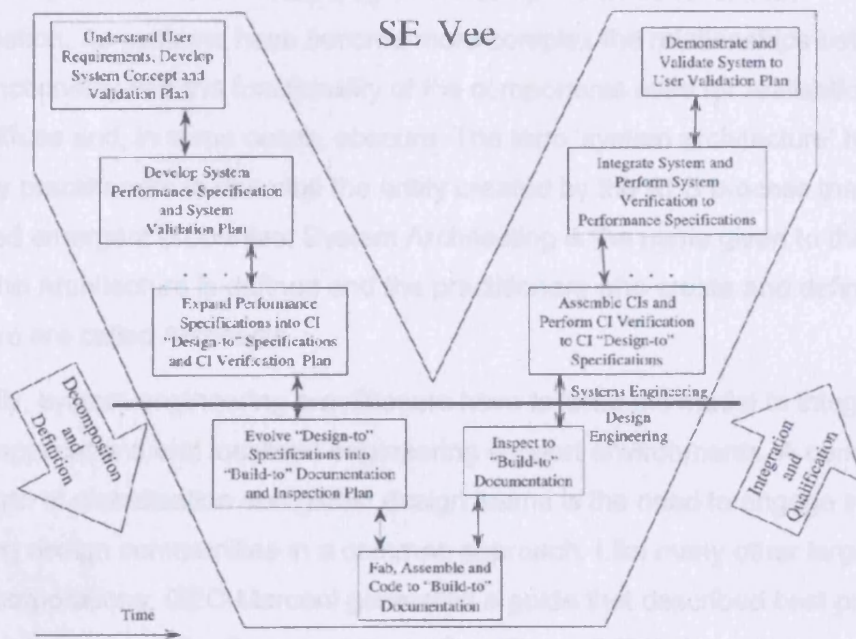 SE Vee
Understand User
Requirements, Develop
System Concept and
Validation Plan
Demonstrate and
Validate System to
User Validation Plan
Develop System
Performance Specification
and System
Validation Plan
Integrate System and
Perform System
Verification to
Performance Specifications
Expand Performance
Specification into CI
"Design-to" Specifications
and CI Verification Plan
Assemble CIs and
Perform CI Verification
to CI "Design-to"
Specifications
Systems Engineering
Design
Engineering
Decomposition
and
Definition
Evolve "Design-to"
Specifications into
"Build-to" Documentation
and Inspection Plan
Inspect to
"Build-to"
Documentation
Integration
and
Qualification
Fab, Assemble and
Code to "Build-to"
Documentation
Time